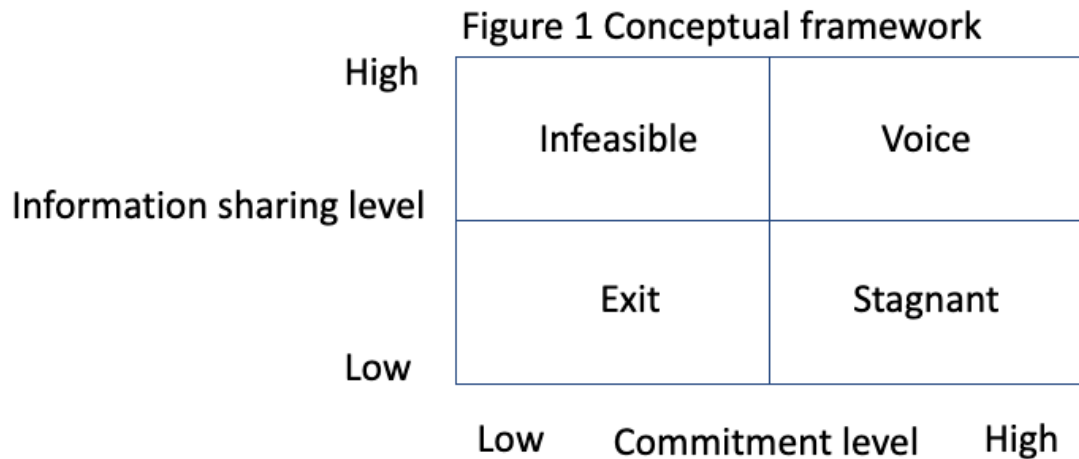 Figure 1 Conceptual framework
High
Infeasible Voice
Information sharing level
Exit Stagnant
Low
Low Commitment level High